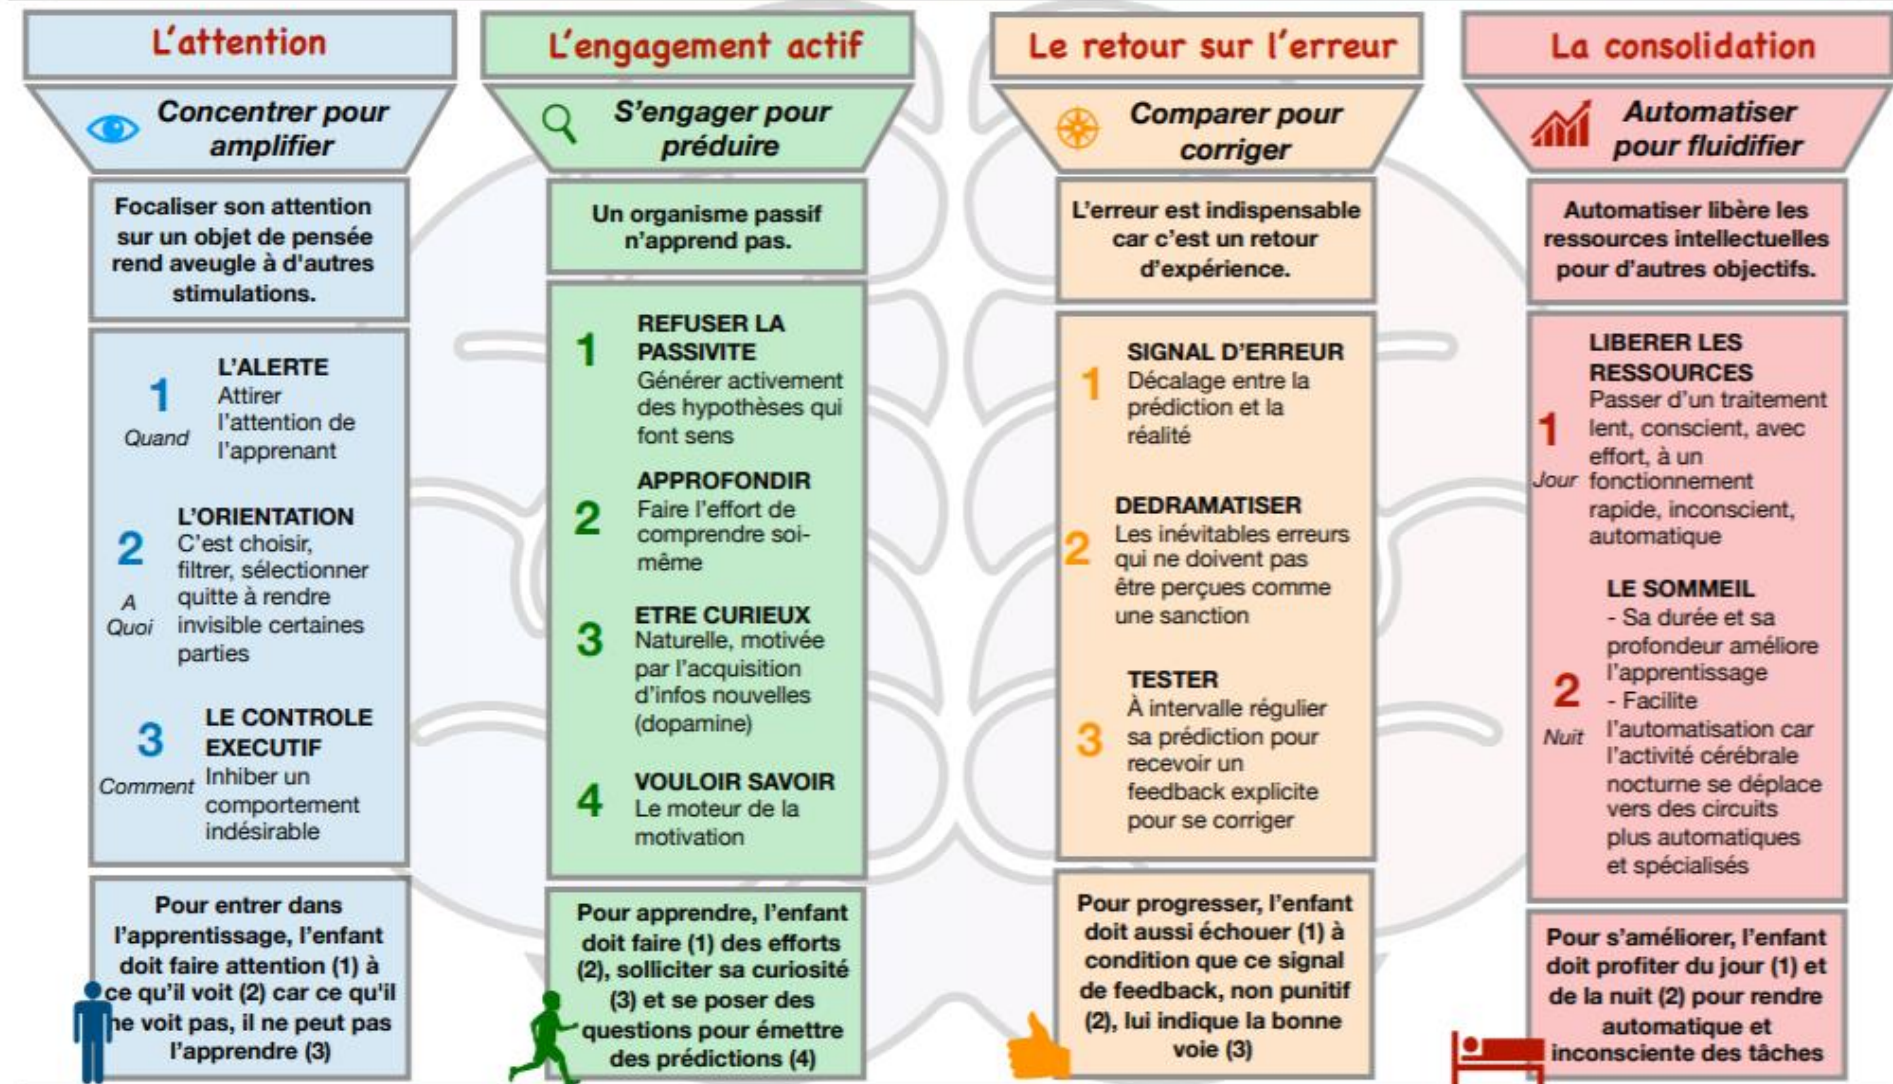 L'attention
Concentrer pour
amplifier
Focaliser son attention
sur un objet de pensée
rend aveugle à d'autres
stimulations.
1
Quand
L'ALERTE
Attirer
l'attention de
l'apprenant
2
A
Quoi
L'ORIENTATION
C'est choisir,
filtrer, sélectionner
quitte à rendre
invisible certaines
parties
3
Comment
LE CONTROLE
EXECUTIF
Inhiber un
comportement
indésirable
Pour entrer dans
l'apprentissage, l'enfant
doit faire attention (1) à
ce qu'il voit (2) car ce qu'il
ne voit pas, il ne peut pas
l'apprendre (3)
L'engagement actif
S'engager pour
préduire
Un organisme passif
n'apprend pas.
1
REFUSER LA
PASSIVITE
Générer activement
des hypothèses qui
font sens
2
APPROFONDIR
Faire l'effort de
comprendre soi-
même
3
ETRE CURIEUX
Naturelle, motivée
par l'acquisition
d'infos nouvelles
(dopamine)
4
VOULOIR SAVOIR
Le moteur de la
motivation
Pour apprendre, l'enfant
doit faire (1) des efforts
(2), solliciter sa curiosité
(3) et se poser des
questions pour émettre
des prédictions (4)
Le retour sur l'erreur
Comparer pour
corriger
L'erreur est indispensable
car c'est un retour
d'expérience.
1
SIGNAL D'ERREUR
Décalage entre la
prédiction et la
réalité
2
DEDRAMATISER
Les inévitables erreurs
qui ne doivent pas
être perçues comme
une sanction
3
TESTER
À intervalle régulier
sa prédiction pour
recevoir un
feedback explicite
pour se corriger
Pour progresser, l'enfant
doit aussi échouer (1) à
condition que ce signal
de feedback, non punitif
(2), lui indique la bonne
voie (3)
La consolidation
Automatiser
pour fluidifier
Automatiser libère les
ressources intellectuelles
pour d'autres objectifs.
1
Jour
LIBERER LES
RESSOURCES
Passer d'un traitement
lent, conscient, avec
effort, à un
fonctionnement
rapide, inconscient,
automatique
2
Nuit
LE SOMMEIL
- Sa durée et sa
profondeur améliore
l'apprentissage
- Facilite
l'automatisation car
l'activité cérébrale
nocturne se déplace
vers des circuits
plus automatiques
et spécialisés
Pour s'améliorer, l'enfant
doit profiter du jour (1) et
de la nuit (2) pour rendre
automatique et
inconsciente des tâches